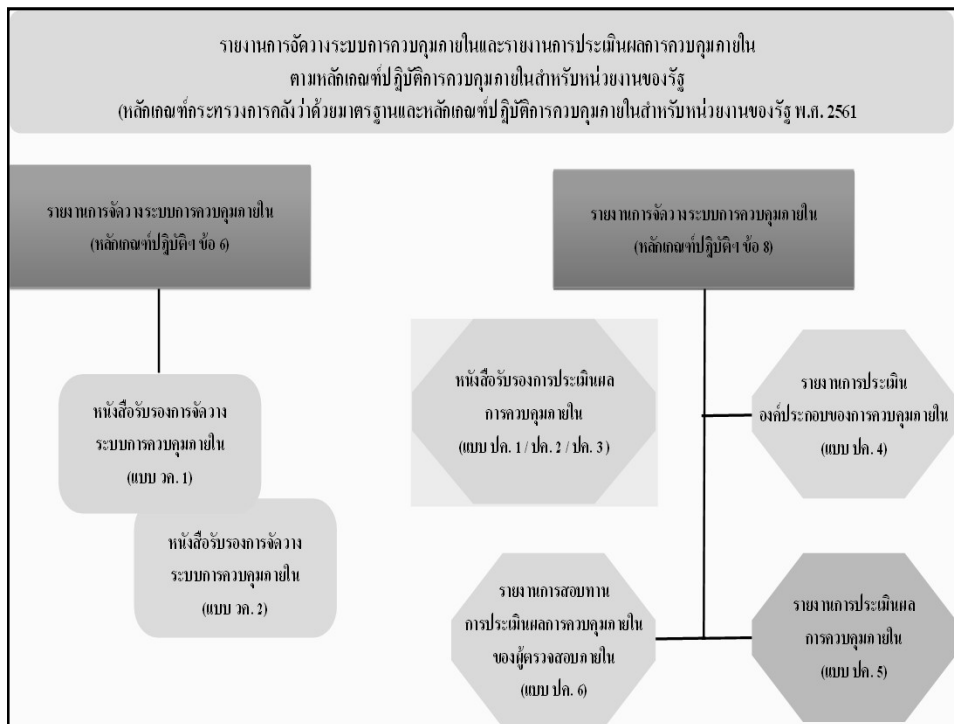 รายงานการจัดวางระบบการควบคุมภายในและรายงานการประเมินผลการควบคุมภายใน
ตามหลักเกณฑ์ปฏิบัติการควบคุมภายในสำหรับหน่วยงานของรัฐ
(หลักเกณฑ์กระทรวงการคลังว่าด้วยมาตรฐานและหลักเกณฑ์ปฏิบัติการควบคุมภายในสำหรับหน่วยงานของรัฐ พ.ศ. 2561
รายงานการจัดวางระบบการควบคุมภายใน
(หลักเกณฑ์ปฏิบัติฯ ข้อ 6)
หนังสือรับรองการจัดวาง
ระบบการควบคุมภายใน
(แบบ วค. 1)
หนังสือรับรองการจัดวาง
ระบบการควบคุมภายใน
(แบบ วค. 2)
รายงานการจัดวางระบบการควบคุมภายใน
(หลักเกณฑ์ปฏิบัติฯ ข้อ 8)
หนังสือรับรองการประเมินผล
การควบคุมภายใน
(แบบ ปค. 1 / ปค. 2 / ปค. 3 )
รายงานการประเมิน
องค์ประกอบของการควบคุมภายใน
(แบบ ปค. 4)
รายงานการสอบทาน
การประเมินผลการควบคุมภายใน
ของผู้ตรวจสอบภายใน
(แบบ ปค. 6)
รายงานการประเมินผล
การควบคุมภายใน
(แบบ ปค. 5)